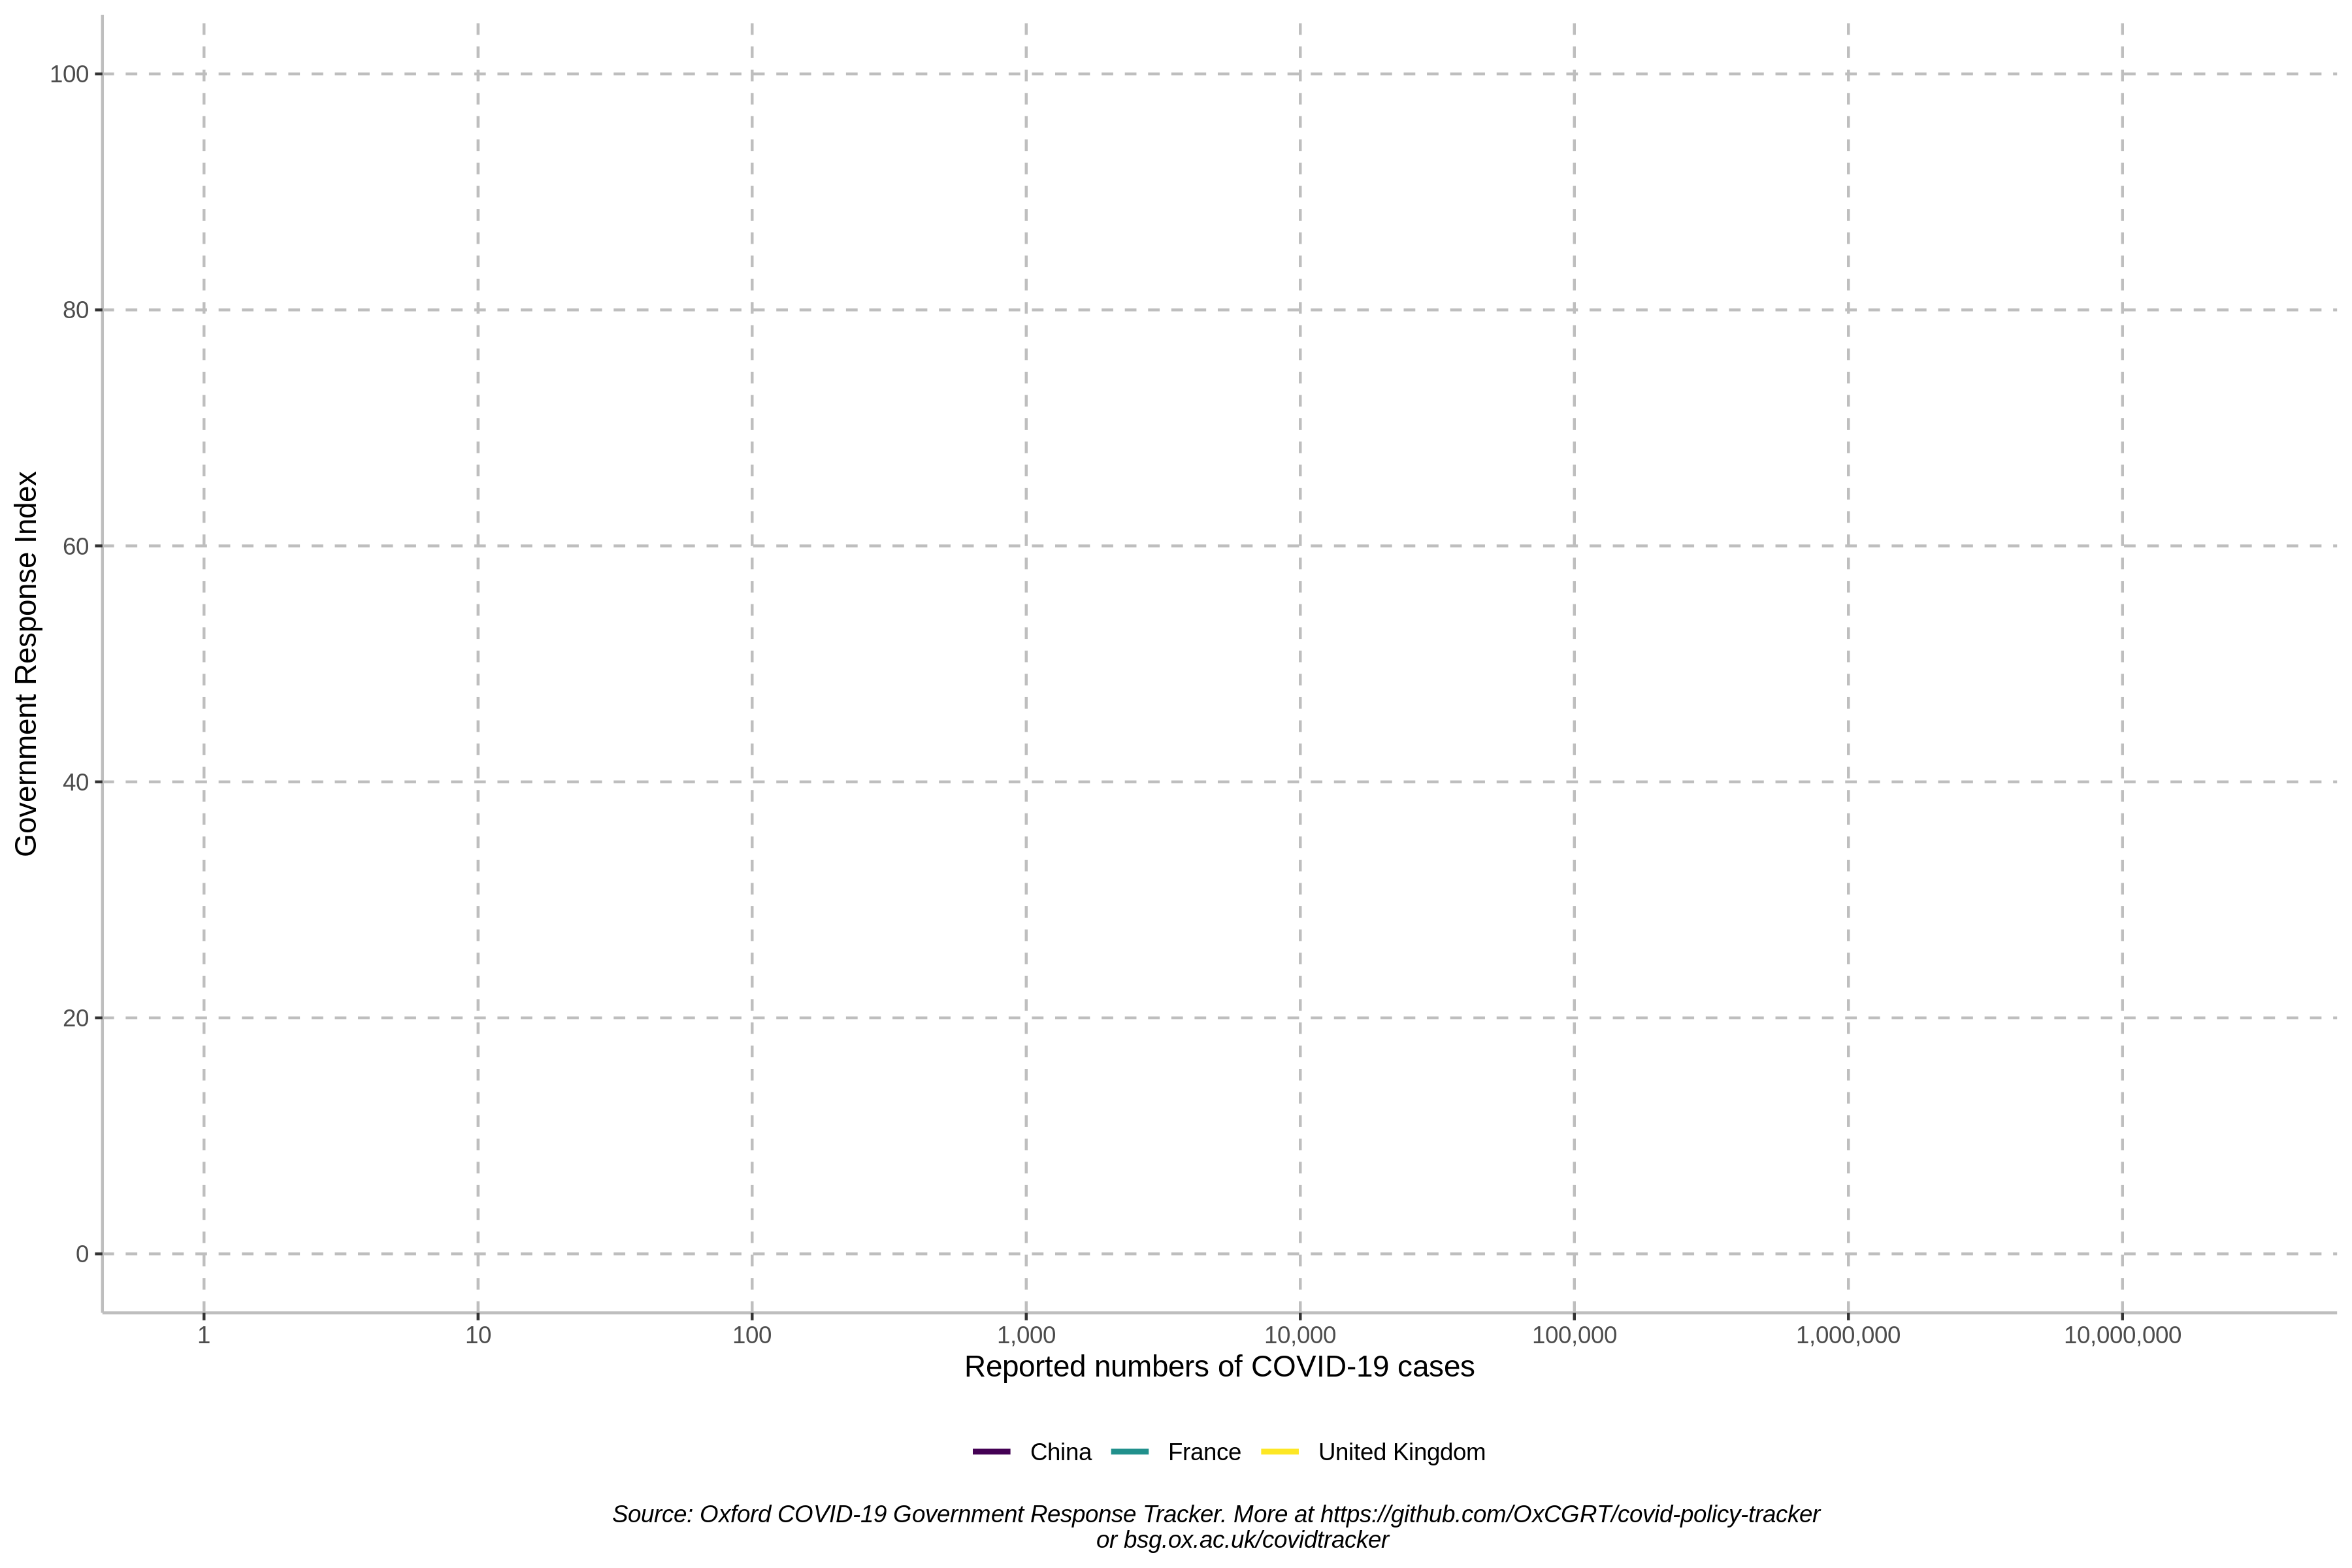 100
80
60
40
20
0
Government Response Index
1 10 100 1,000 10,000 100,000 1,000,000 10,000,000
Reported numbers of COVID-19 cases
China France United Kingdom
Source: Oxford COVID-19 Government Response Tracker. More at https://github.com/OxCGRT/covid-policy-tracker
or bsg.ox.ac.uk/covidtracker